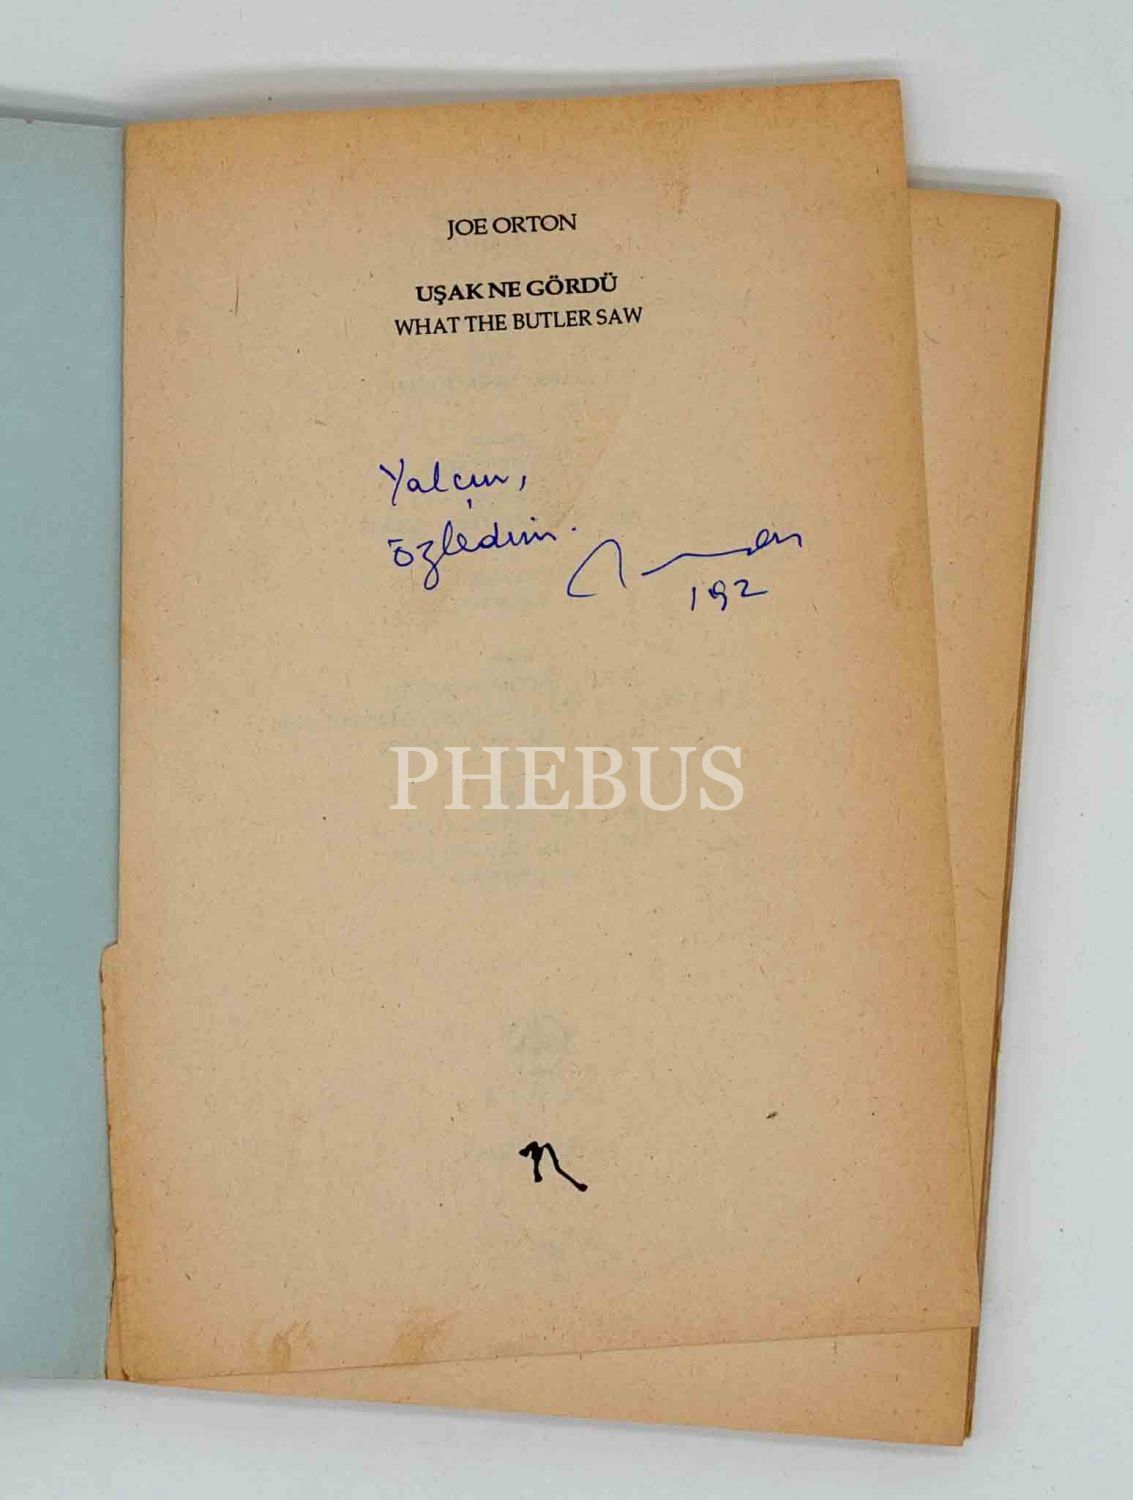 JOE ORTON
UŞAK NE GÖRDÜ
WHAT THE BUTLER SAW
Yalçın,
özledim.
192
PHEBUS
n